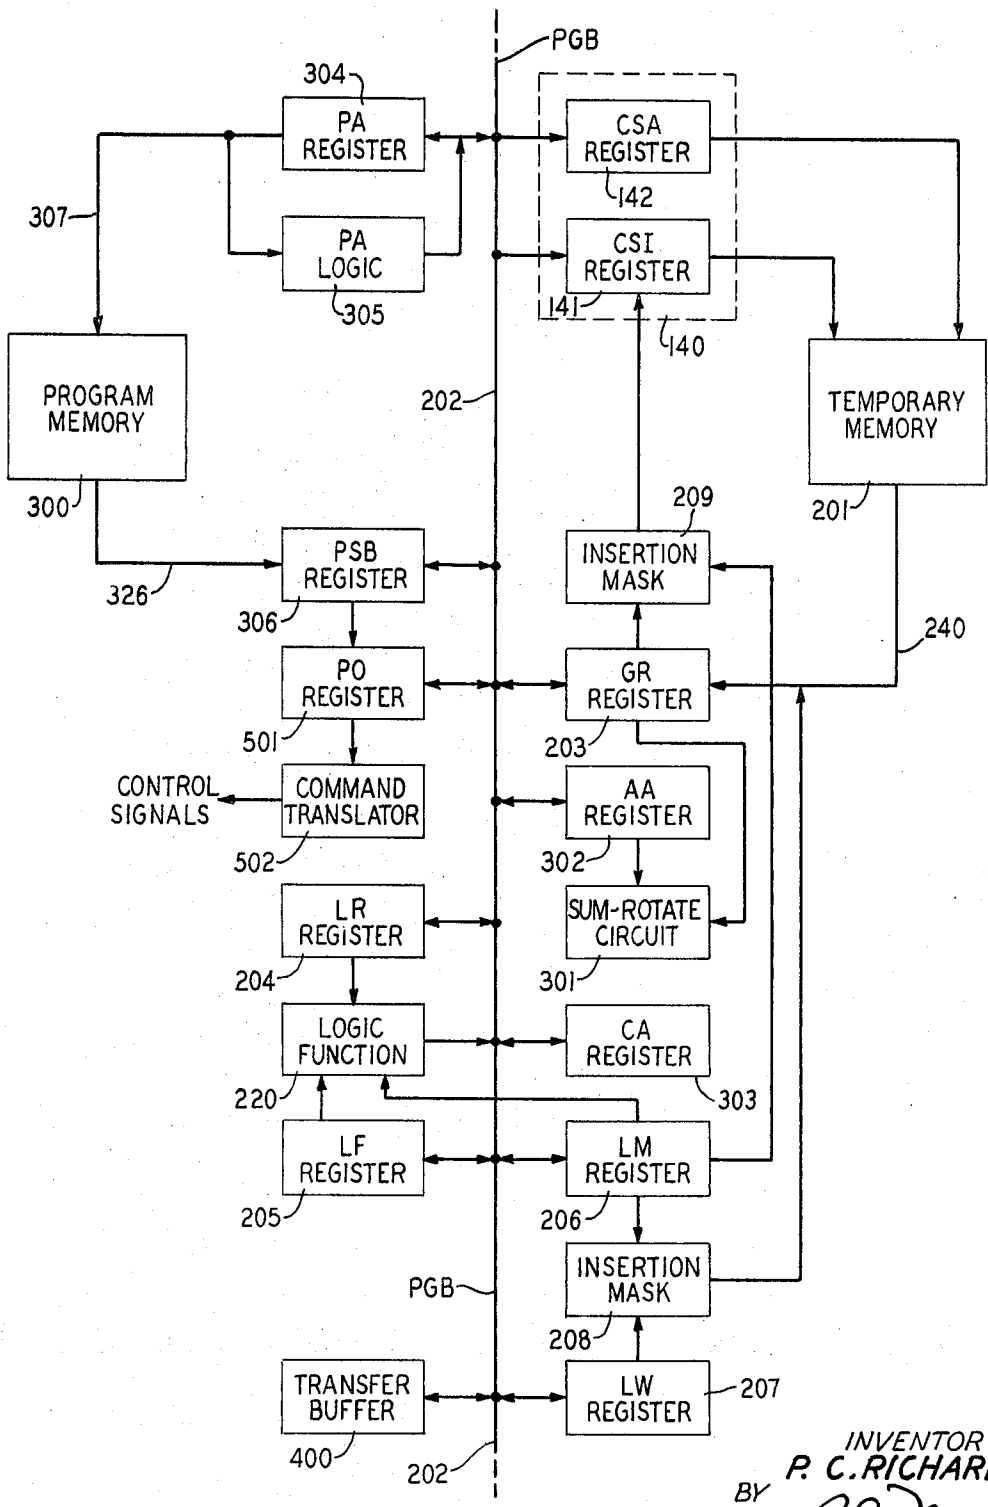 PGB
304
PA
REGISTER
CSA
REGISTER
142
307
PA
LOGIC
305
CSI
REGISTER
141
140
PROGRAM
MEMORY
300
202
TEMPORARY
MEMORY
201
209
INSERTION
MASK
PSB
REGISTER
326
306
240
PO
REGISTER
501
GR
REGISTER
203
CONTROL
SIGNALS
COMMAND
TRANSLATOR
502
AA
REGISTER
302
LR
REGISTER
204
SUM-ROTATE
CIRCUIT
301
LOGIC
FUNCTION
220
CA
REGISTER
303
LF
REGISTER
205
LM
REGISTER
206
PGB
INSERTION
MASK
208
TRANSFER
BUFFER
400
LW
REGISTER
207
202
INVENTOR
P. C. RICHAR
BY